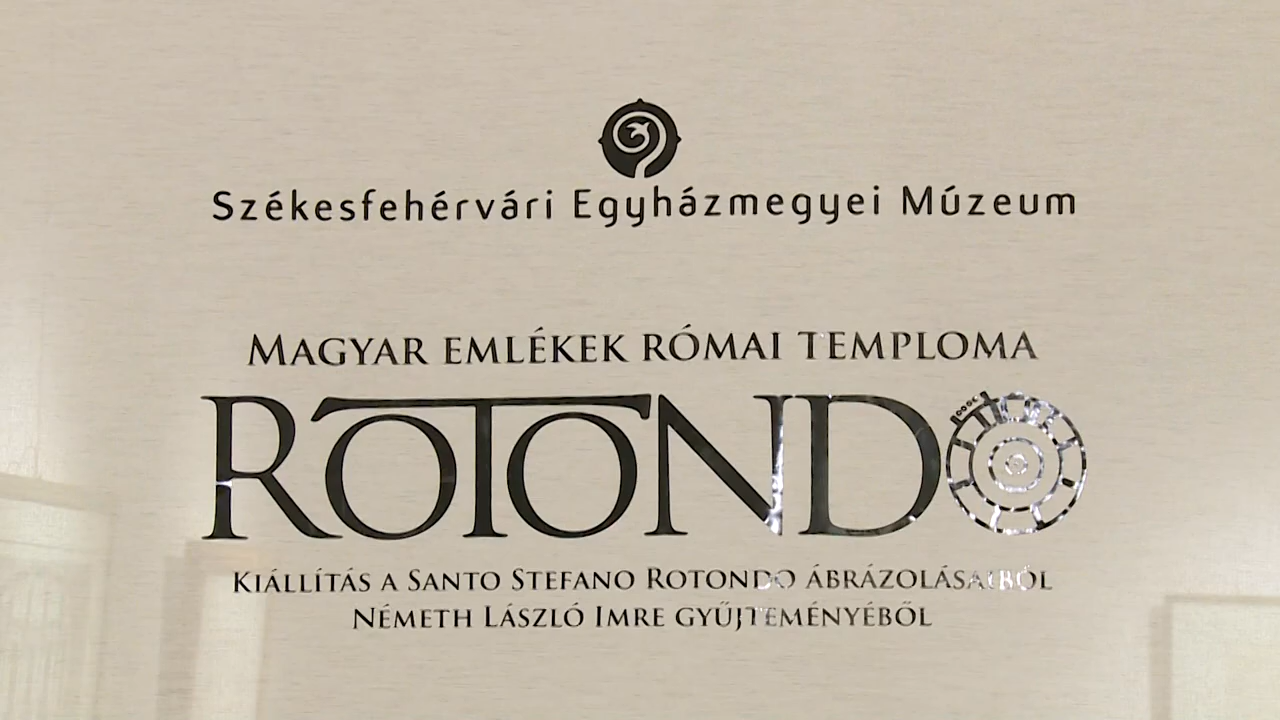 Székesfehérvári Egyházmegyei Múzeum
MAGYAR EMLÉKEK RÓMAI TEMPLOMA
ROTONDO
KIÁLLÍTÁS A SANTO STEFANO ROTONDO ÁBRÁZOLÁSAIBÓL
NÉMETH LÁSZLÓ IMRE GYŰJTEMÉNYÉBŐL